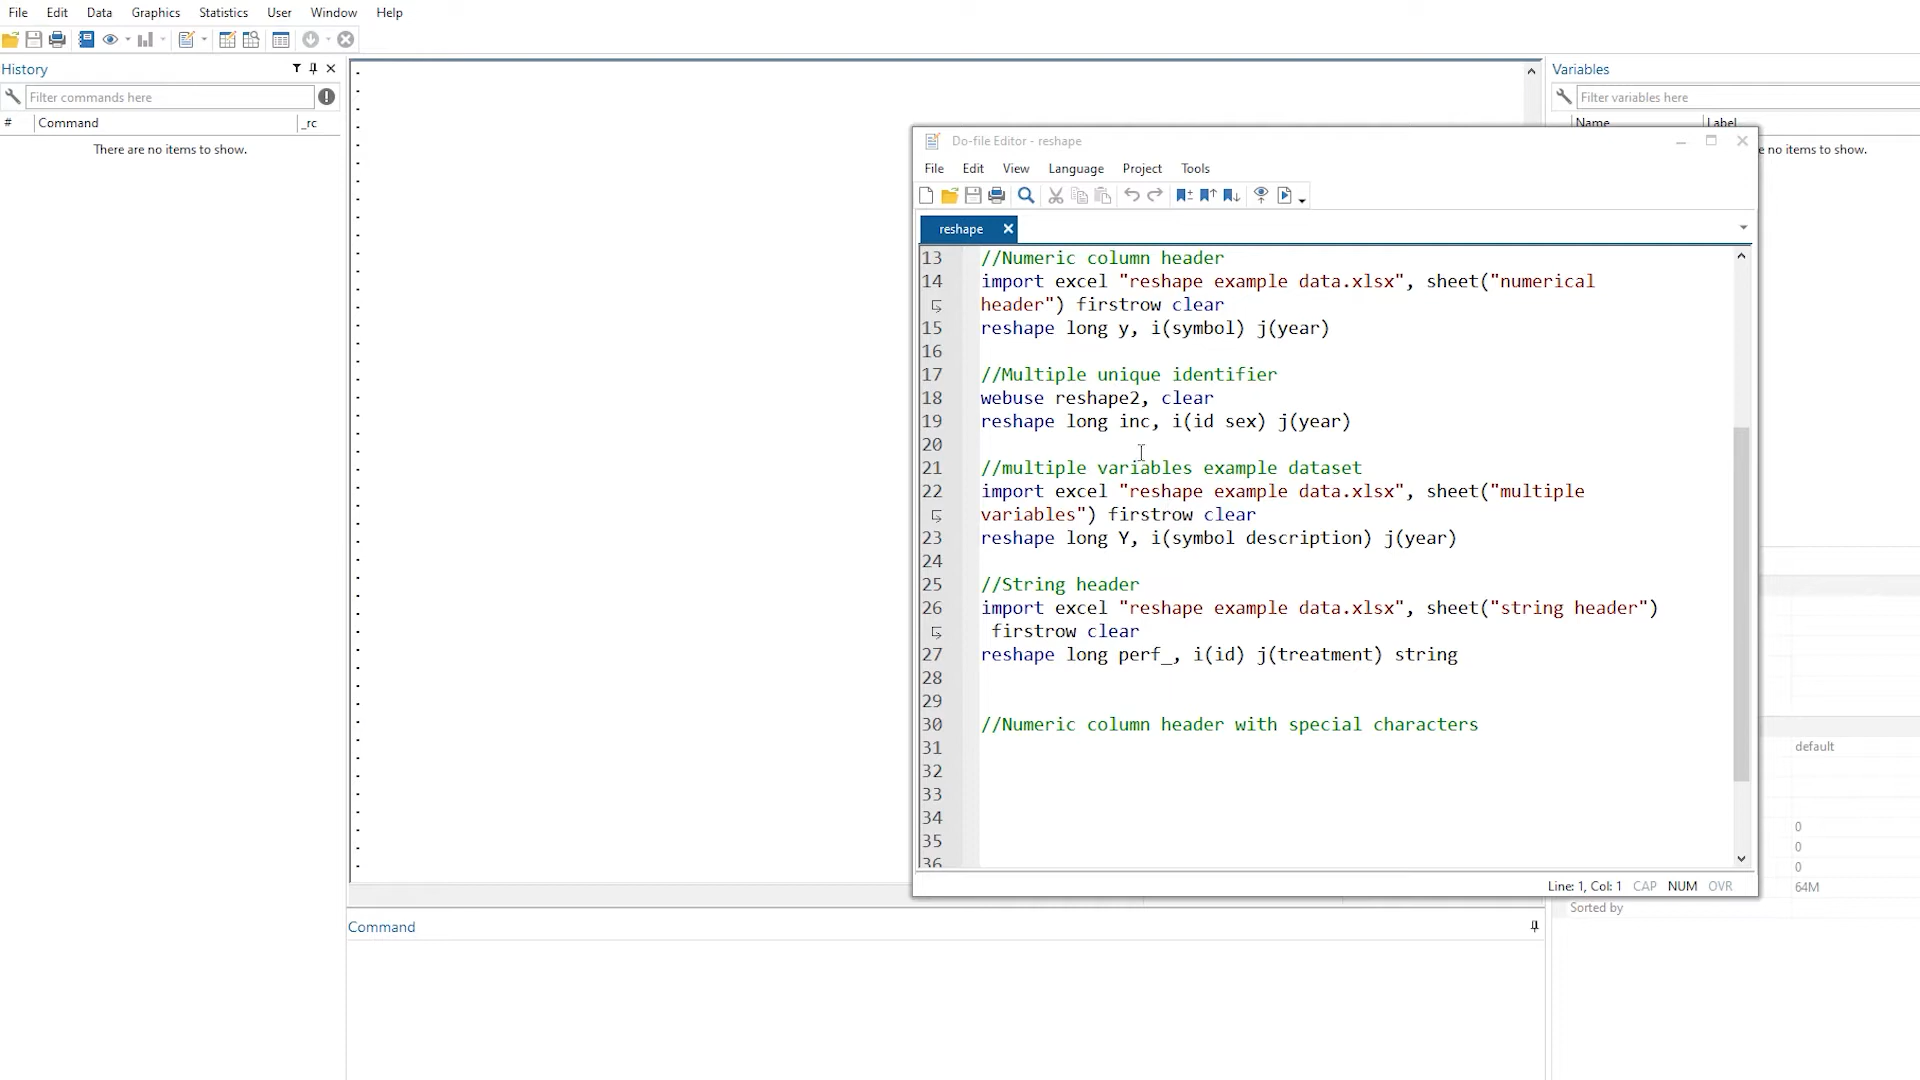 File Edit Data Graphics Statistics User Window Help
History
Filter commands here
# Command _rc
There are no items to show.
Variables
Filter variables here
Name Label
e no items to show.
Do-file Editor - reshape
File Edit View Language Project Tools
reshape
13 //Numeric column header
14 import excel "reshape example data.xlsx", sheet("numerical
header") firstrow clear
15 reshape long y, i(symbol) j(year)
16
17 //Multiple unique identifier
18 webuse reshape2, clear
19 reshape long inc, i(id sex) j(year)
20
21 //multiple variables example dataset
22 import excel "reshape example data.xlsx", sheet("multiple
variables") firstrow clear
23 reshape long Y, i(symbol description) j(year)
24
25 //String header
26 import excel "reshape example data.xlsx", sheet("string header")
firstrow clear
27 reshape long perf_, i(id) j(treatment) string
28
29
30 //Numeric column header with special characters
31
32
33
34
35
36
Line: 1, Col: 1 CAP NUM OVR
default
0
0
0
64M
Sorted by
Command